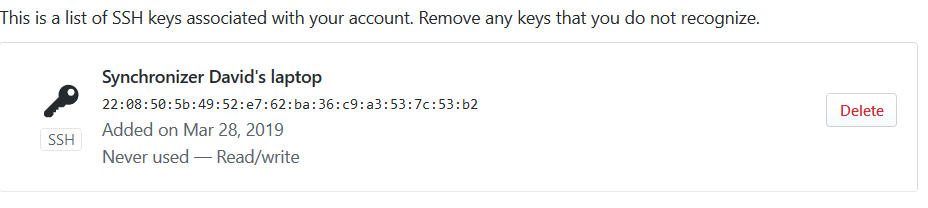 This is a list of SSH keys associated with your account. Remove any keys that you do not recognize.
Synchronizer David's laptop
22:08:50:5b:49:52:e7:62:ba:36:c9:a3:53:7c:53:b2
Delete
SSH
Added on Mar 28, 2019
Never used — Read/write